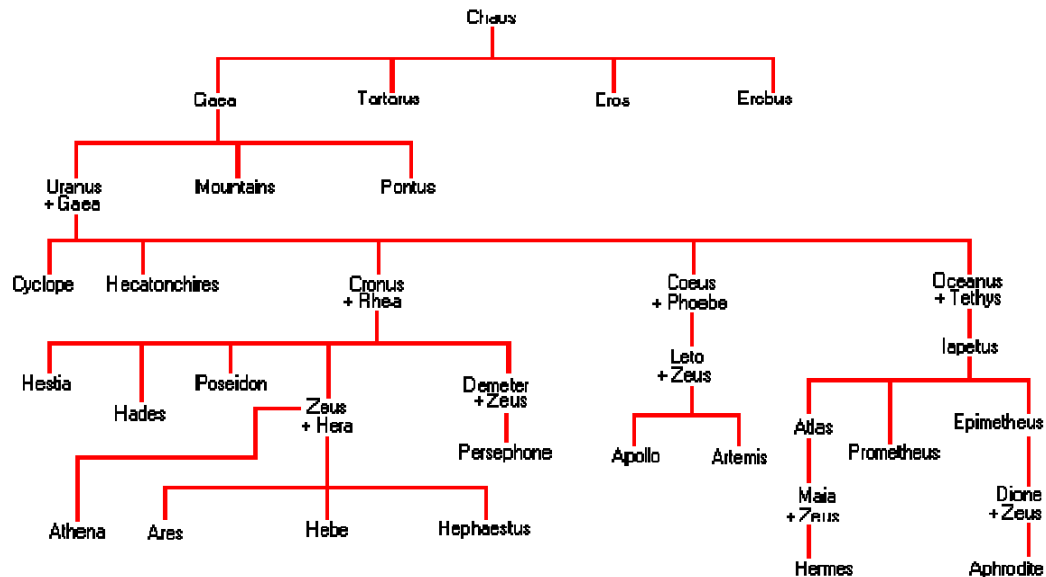 Chaus
Gaea Tartarus Eros Erebus
Uranus Mountains Pontus
+ Gaea
Cyclope Hecatonchires Cronus Coeus Oceanus
+ Rhea + Phoebe + Tethys
Iapetus
Hestia Poseidon Demeter Leto
+ Zeus + Zeus
Hades Zeus
+ Hera
Atlas Epimetheus
Persephone Apollo Artemis Prometheus
Maia Dione
+ Zeus + Zeus
Athena Ares Hebe Hephaestus
Hermes Aphrodite